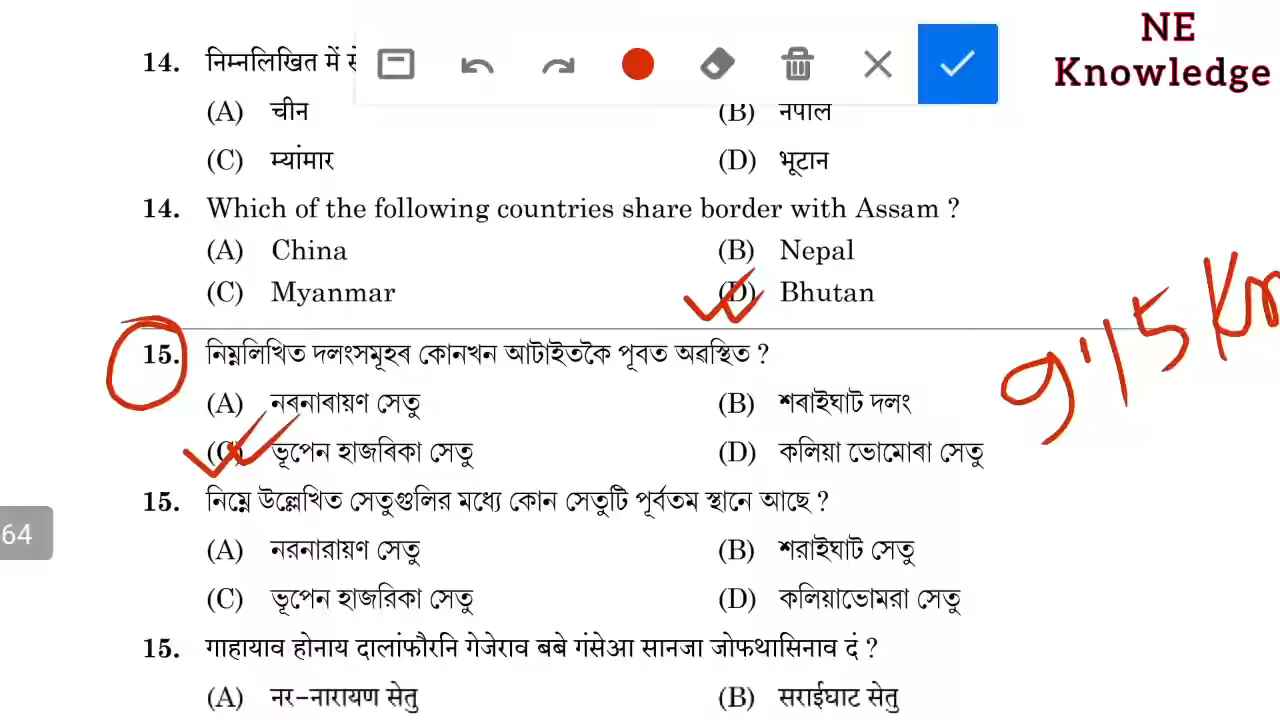 NE
Knowledge
14. निम्नलिखित में से
(A) चीन (B) नेपाल
(C) म्यांमार (D) भूटान
14. Which of the following countries share border with Assam ?
(A) China (B) Nepal
(C) Myanmar (D) Bhutan
15. নিম্নলিখিত দলংসমূহৰ কোনখন আটাইতকৈ পূবত অৱস্থিত ?
(A) নৰনাৰায়ণ সেতু (B) শৰাইঘাট দলং
(C) ভূপেন হাজৰিকা সেতু (D) কলিয়া ভোমোৰা সেতু
9.15 Km
15. নিম্নে উল্লেখিত সেতুগুলির মধ্যে কোন সেতুটি পূর্বতম স্থানে আছে ?
(A) নরনারায়ণ সেতু (B) শরাইঘাট সেতু
(C) ভূপেন হাজরিকা সেতু (D) কলিয়াভোমরা সেতু
64
15. गाहायाव होनाय दालांफौरनि गेजेराव बबे गंसेआ सानजा जोफथासिनाव दं ?
(A) नर-नारायण सेतु (B) सराईघाट सेतु